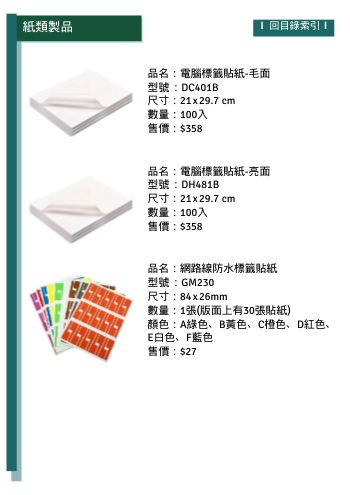 紙類製品
I 回目錄索引 I
品名：電腦標籤貼紙-毛面
型號：DC401B
尺寸：21x29.7 cm
數量：100入
售價：$358
品名：電腦標籤貼紙-亮面
型號：DH481B
尺寸：21x29.7 cm
數量：100入
售價：$358
品名：網路線防水標籤貼紙
型號：GM230
尺寸：84x26mm
數量：1張(版面上有30張貼紙)
顏色：A綠色、B黃色、C橙色、D紅色、
E白色、F藍色
售價：$27